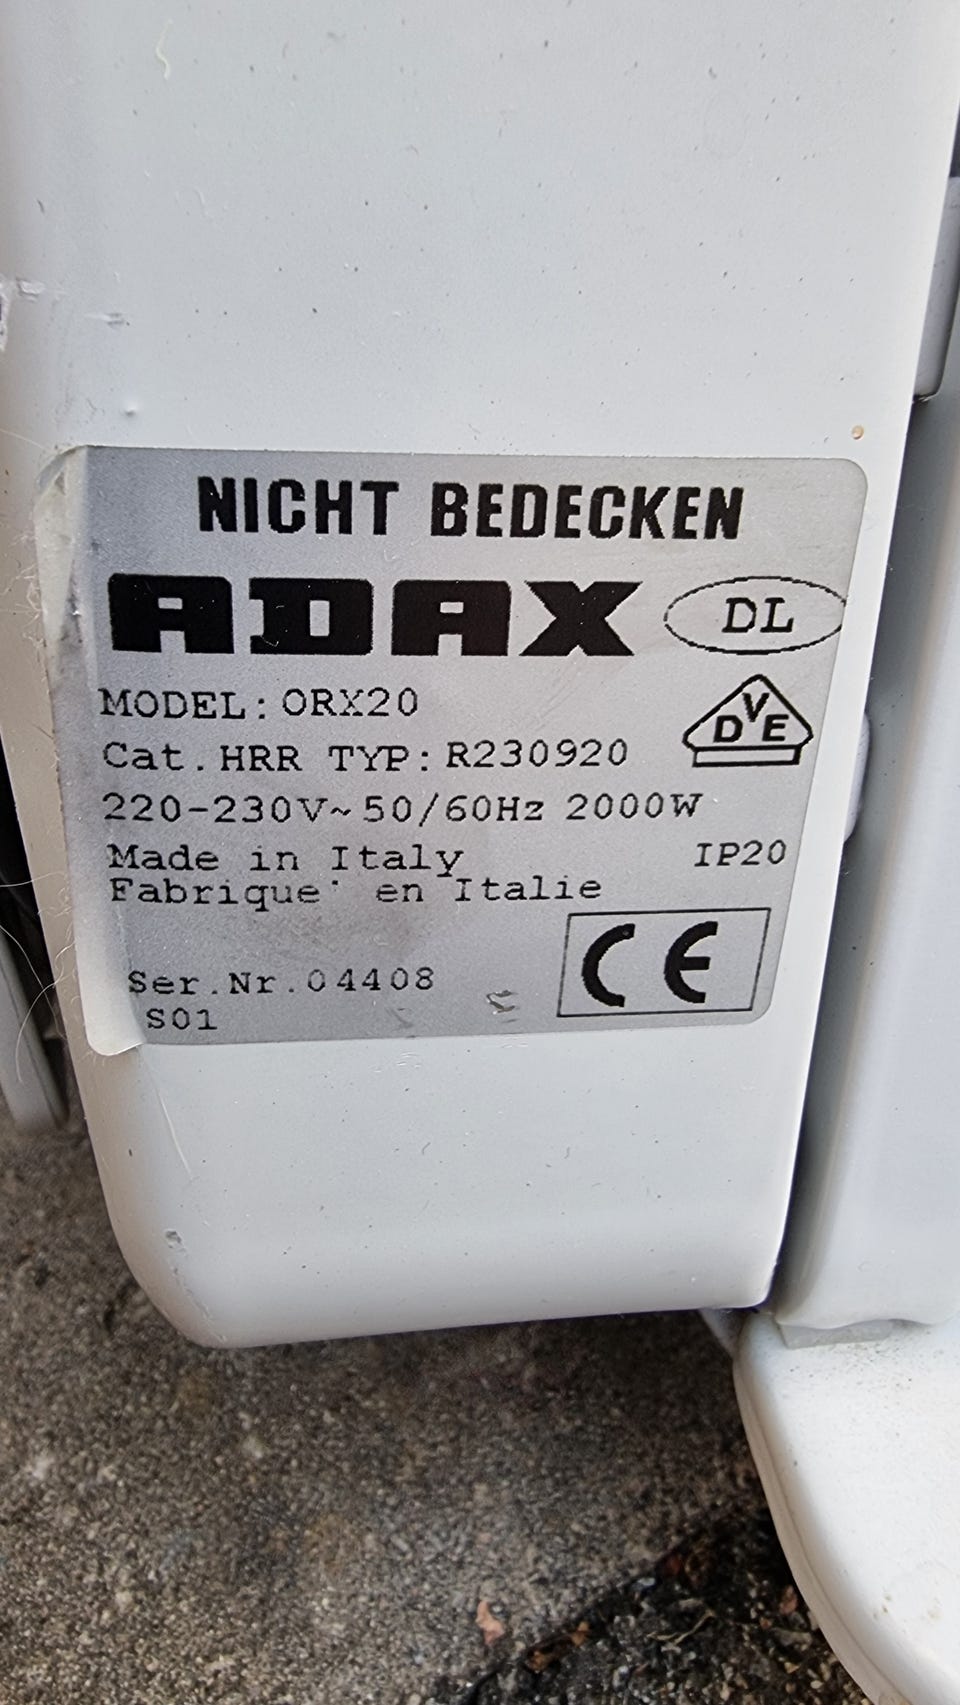 NICHT BEDECKEN
ADAX DL
MODEL: ORX20
DVE
Cat.HRR TYP: R230920
220-230V~50/60Hz 2000W
Made in Italy IP20
Fabrique' en Italie
Ser.Nr.04408
S01
CE